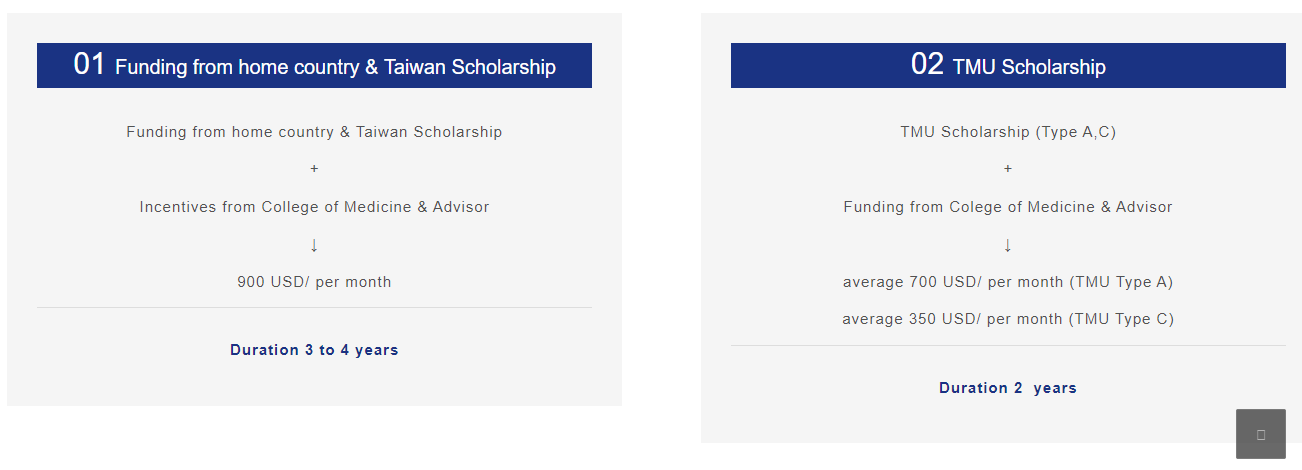 01 Funding from home country & Taiwan Scholarship
Funding from home country & Taiwan Scholarship
+
Incentives from College of Medicine & Advisor
↓
900 USD/ per month
Duration 3 to 4 years
02 TMU Scholarship
TMU Scholarship (Type A,C)
+
Funding from Colege of Medicine & Advisor
↓
average 700 USD/ per month (TMU Type A)
average 350 USD/ per month (TMU Type C)
Duration 2  years